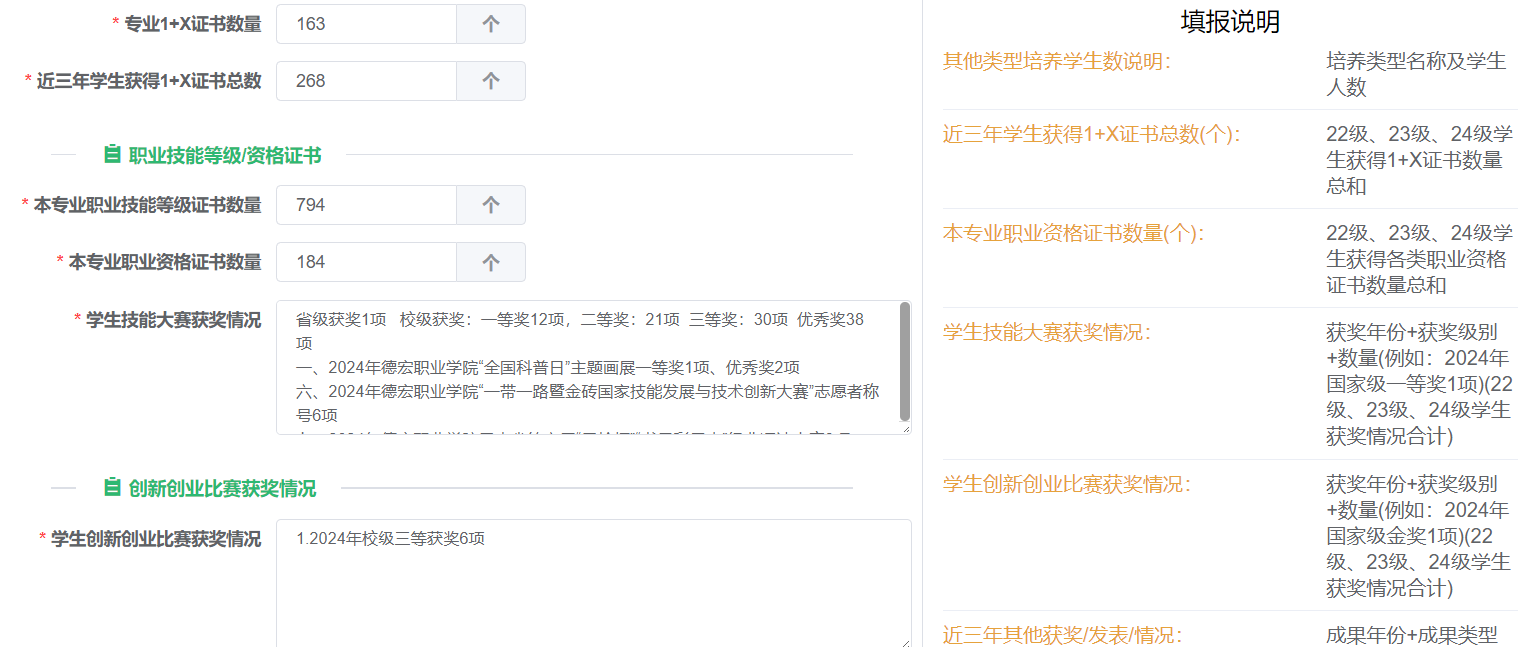 * 专业1+X证书数量 163 个
* 近三年学生获得1+X证书总数 268 个
职业技能等级/资格证书
* 本专业职业技能等级证书数量 794 个
* 本专业职业资格证书数量 184 个
* 学生技能大赛获奖情况
省级获奖1项 校级获奖：一等奖12项，二等奖：21项 三等奖：30项 优秀奖38
项
一、2024年德宏职业学院“全国科普日”主题画展一等奖1项、优秀奖2项
六、2024年德宏职业学院“一带一路暨金砖国家技能发展与技术创新大赛”志愿者称
号6项
创新创业比赛获奖情况
* 学生创新创业比赛获奖情况
1.2024年校级三等获奖6项
填报说明
其他类型培养学生数说明：
培养类型名称及学生
人数
近三年学生获得1+X证书总数(个)：
22级、23级、24级学
生获得1+X证书数量
总和
本专业职业资格证书数量(个)：
22级、23级、24级学
生获得各类职业资格
证书数量总和
学生技能大赛获奖情况：
获奖年份+获奖级别
+数量(例如：2024年
国家级一等奖1项)(22
级、23级、24级学生
获奖情况合计)
学生创新创业比赛获奖情况：
获奖年份+获奖级别
+数量(例如：2024年
国家级金奖1项)(22
级、23级、24级学生
获奖情况合计)
近三年其他获奖/发表/情况：
成果年份+成果类型